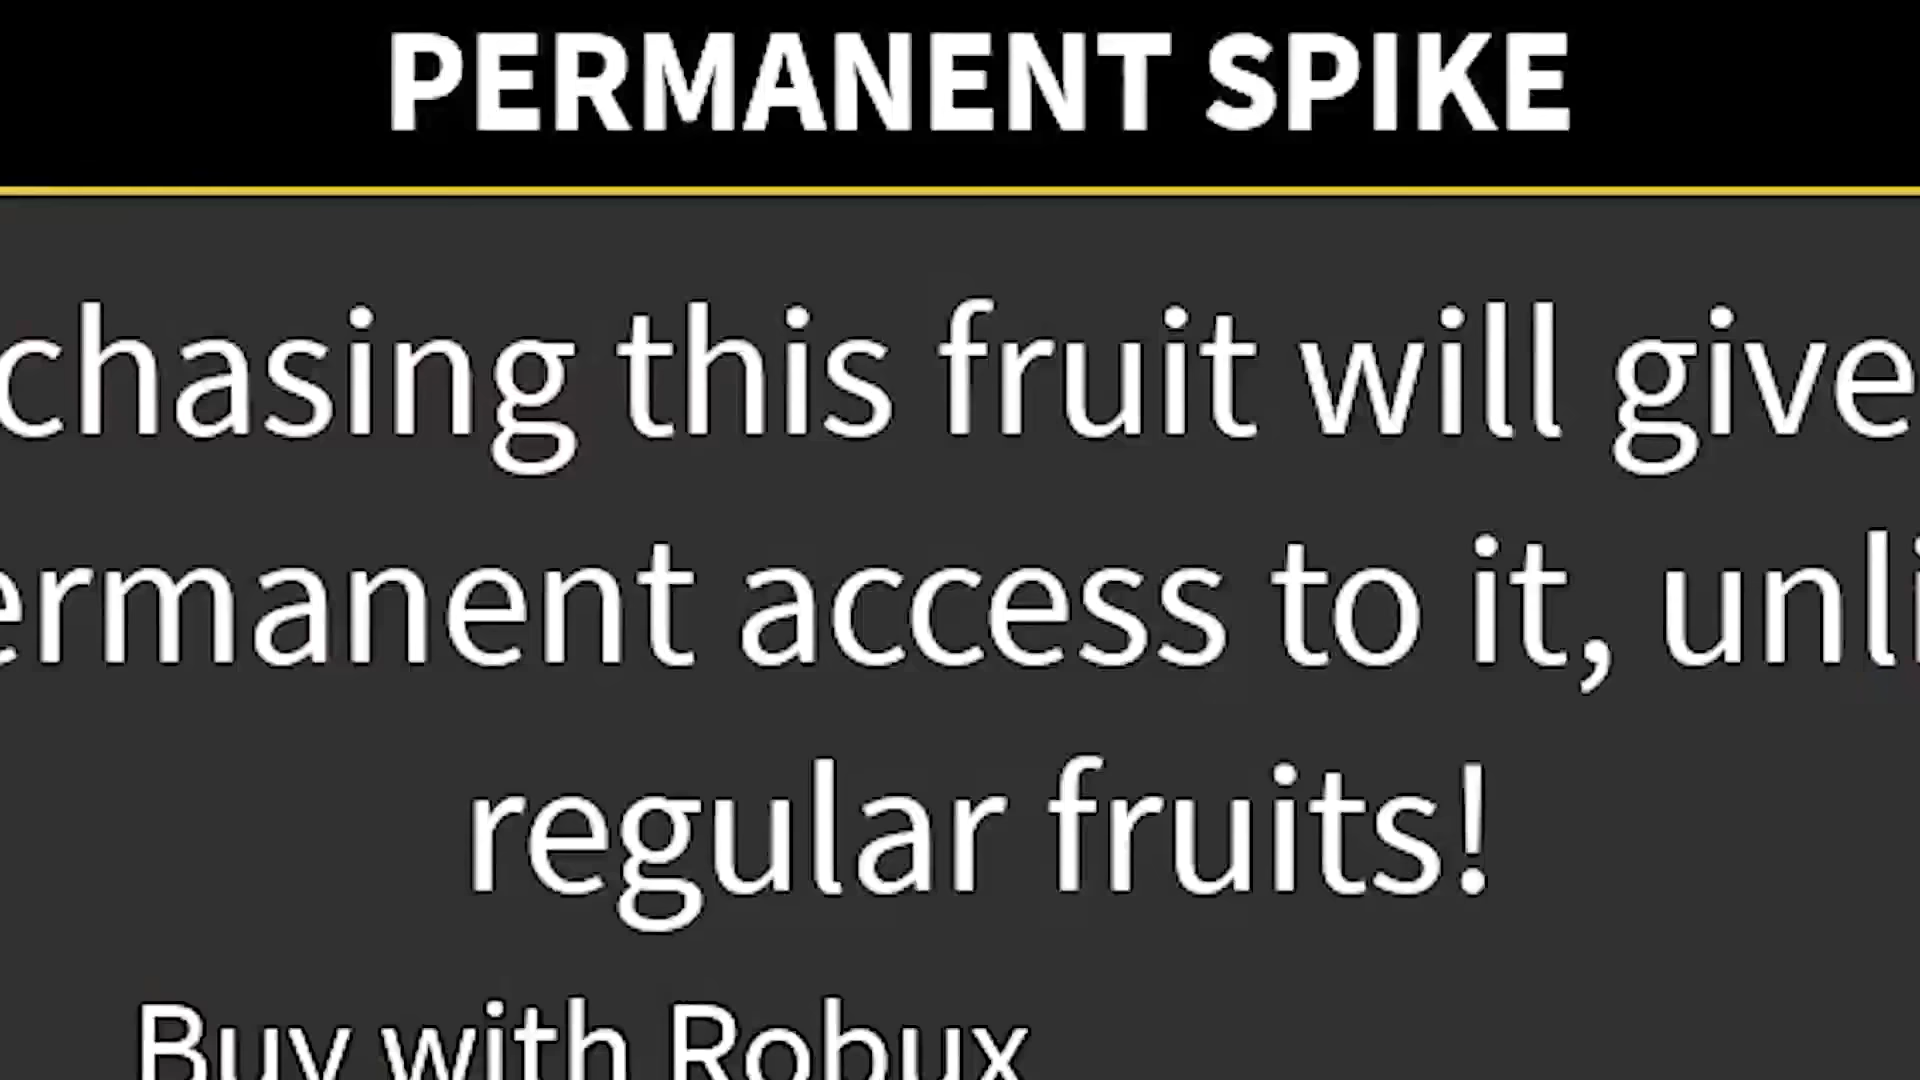 PERMANENT SPIKE
chasing this fruit will give
ermanent access to it, unli
regular fruits!
Buy with Robux